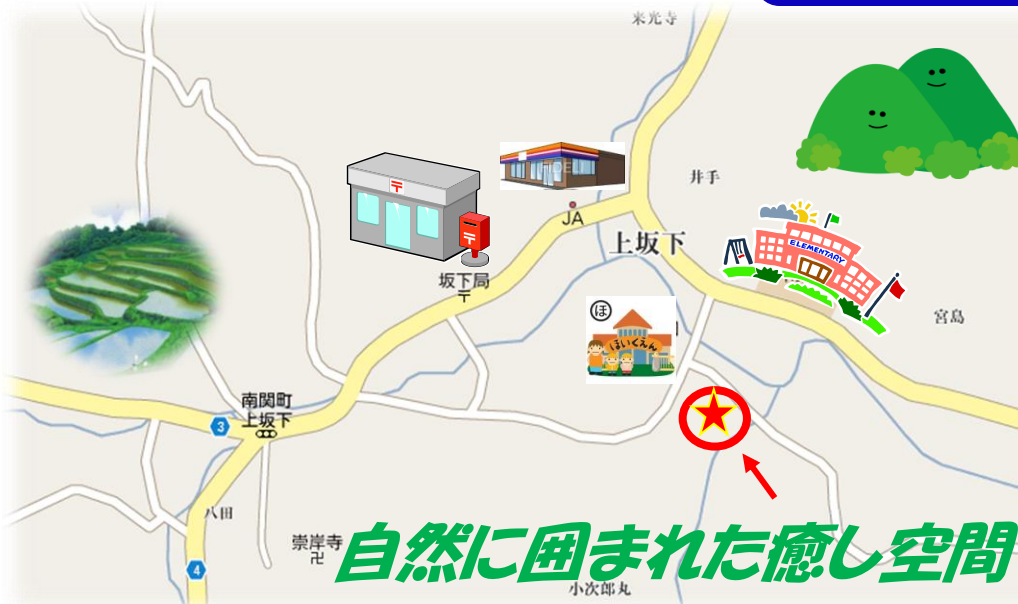 来光寺
井手
JA
上坂下
ELEMENTARY
坂下局
〒
ほ
ほいくえん
宮島
南関町
上坂下
3
八田
崇岸寺
卍
4
自然に囲まれた癒し空間
小次郎丸